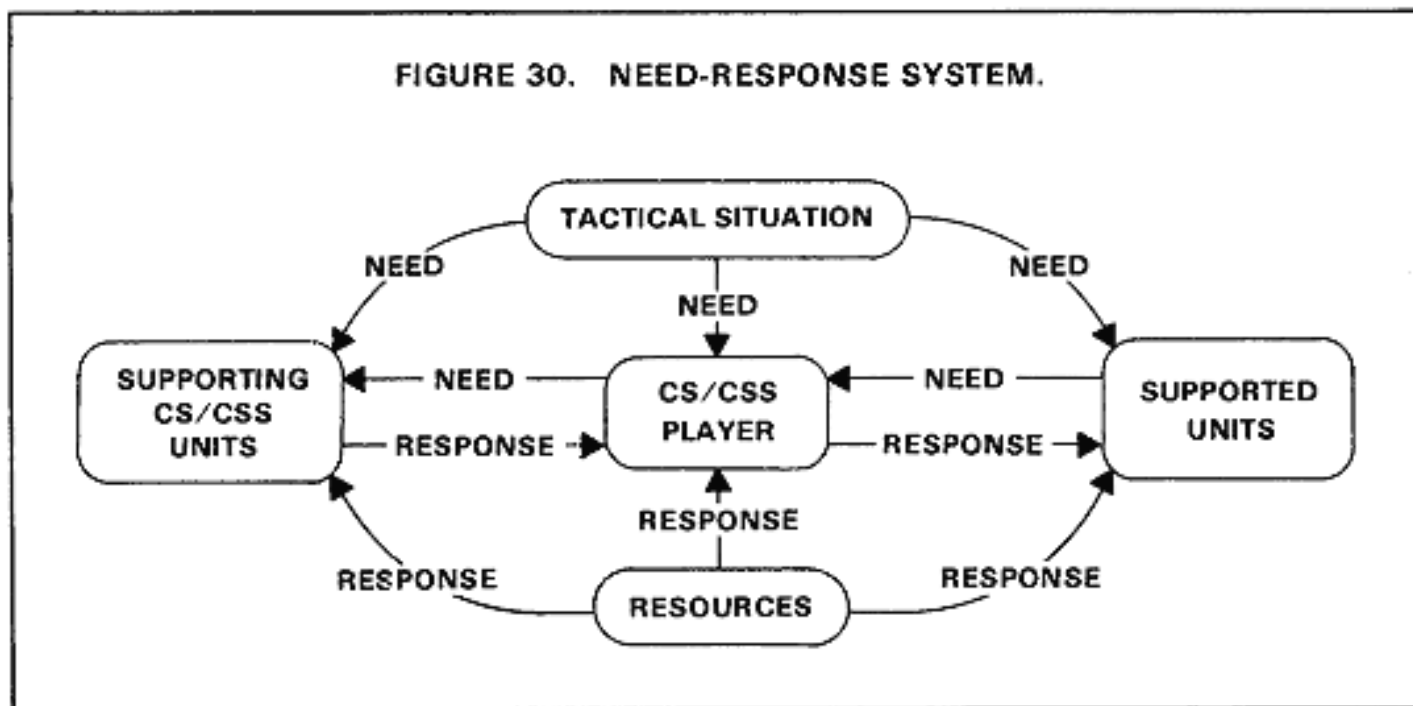 FIGURE 30. NEED-RESPONSE SYSTEM.
TACTICAL SITUATION
NEED
NEED
NEED
SUPPORTING
CS/CSS
UNITS
NEED
RESPONSE
CS/CSS
PLAYER
NEED
RESPONSE
SUPPORTED
UNITS
RESPONSE
RESPONSE
RESPONSE
RESOURCES